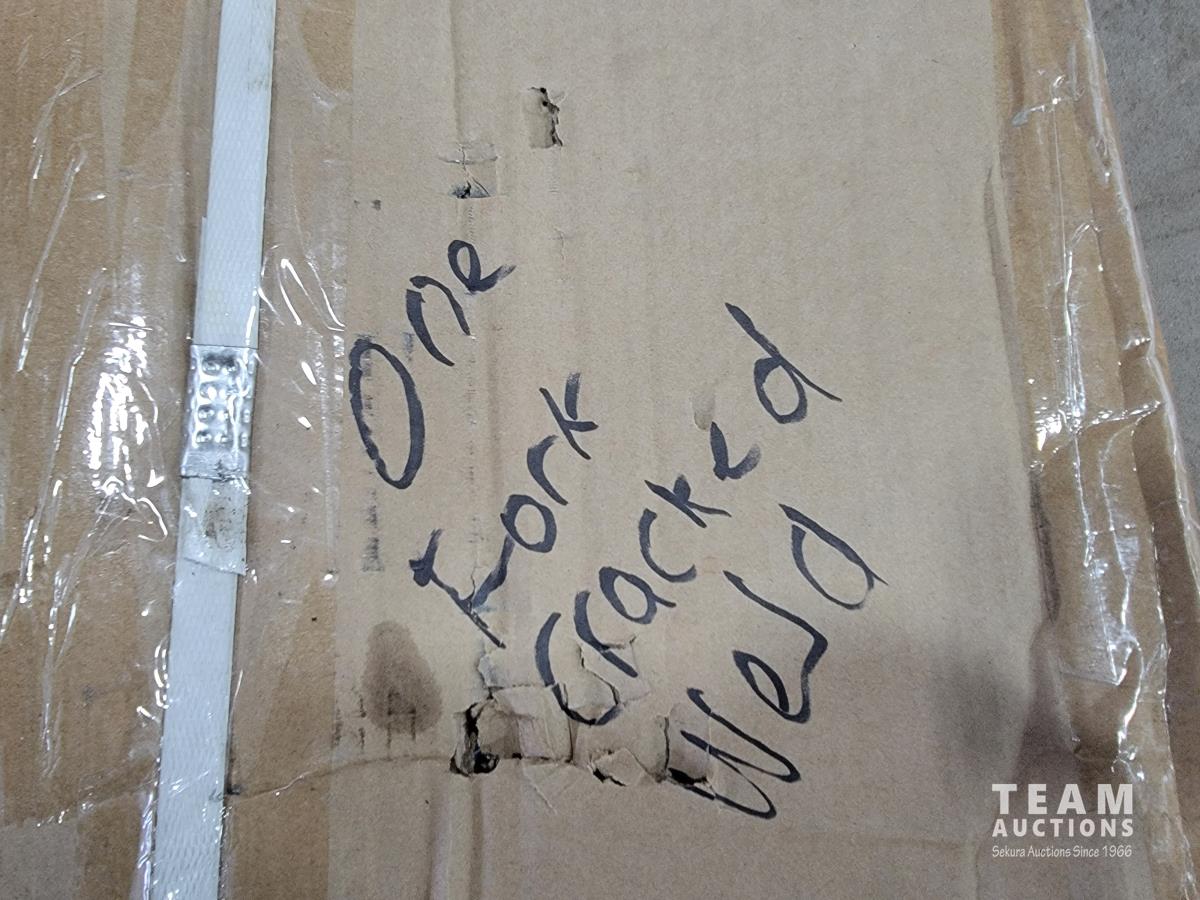 One
Fork
Cracked
Weld
TEAM
AUCTIONS
Sekura Auctions Since 1966